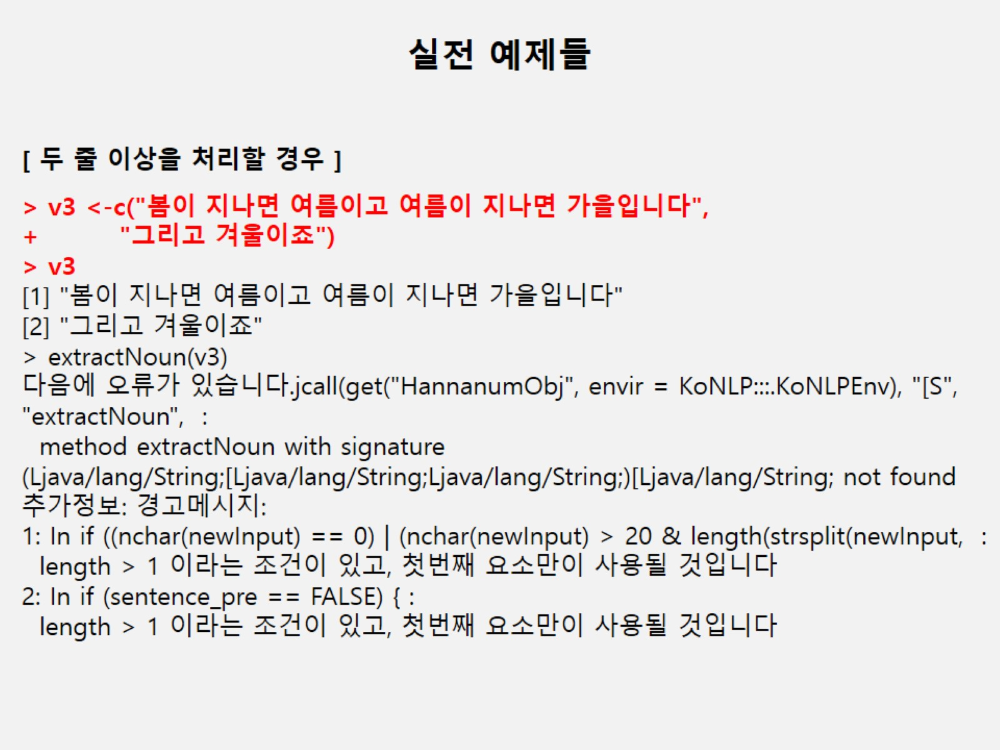 실전 예제들
[ 두 줄 이상을 처리할 경우 ]
> v3 <-c("봄이 지나면 여름이고 여름이 지나면 가을입니다",
+ "그리고 겨울이죠")
> v3
[1] "봄이 지나면 여름이고 여름이 지나면 가을입니다"
[2] "그리고 겨울이죠"
> extractNoun(v3)
다음에 오류가 있습니다.jcall(get("HannanumObj", envir = KoNLP:::.KoNLPEnv), "[S",
"extractNoun", :
method extractNoun with signature
(Ljava/lang/String;[Ljava/lang/String;Ljava/lang/String;)[Ljava/lang/String; not found
추가정보: 경고메시지:
1: In if ((nchar(newInput) == 0) | (nchar(newInput) > 20 & length(strsplit(newInput, :
length > 1 이라는 조건이 있고, 첫번째 요소만이 사용될 것입니다
2: In if (sentence_pre == FALSE) { :
length > 1 이라는 조건이 있고, 첫번째 요소만이 사용될 것입니다